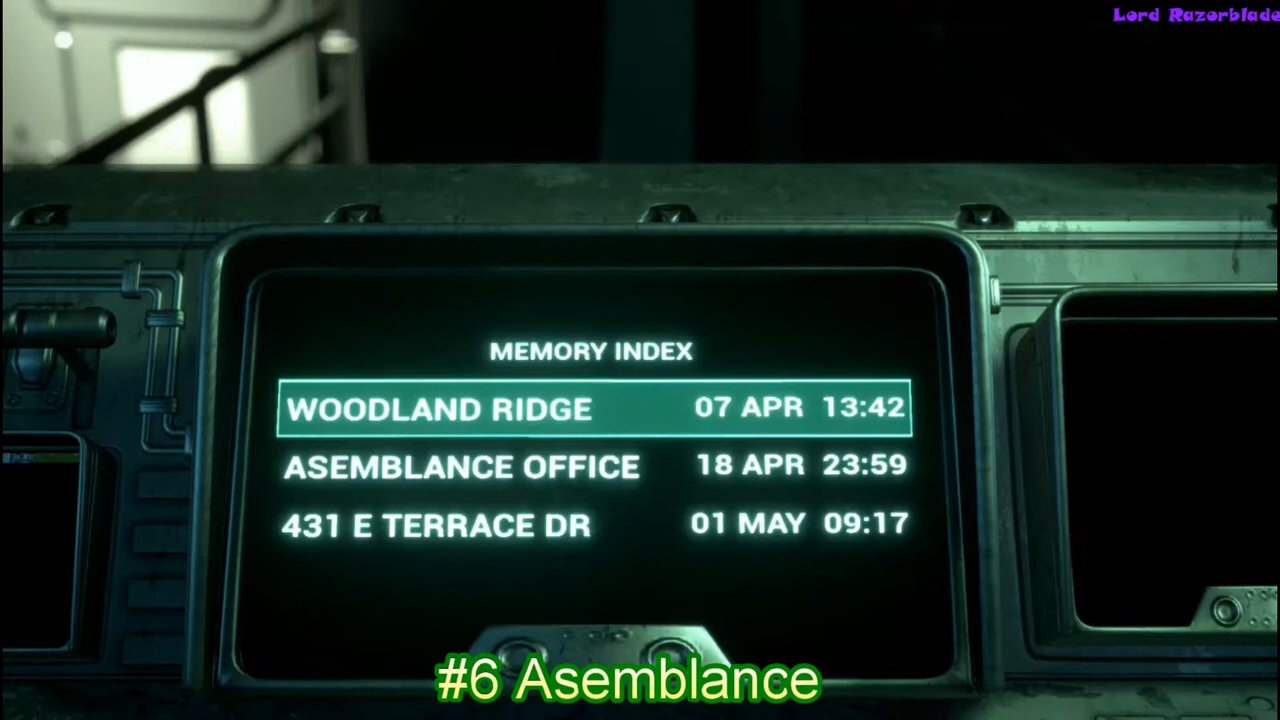 Lord Razorblade
MEMORY INDEX
WOODLAND RIDGE 07 APR 13:42
ASEMBLANCE OFFICE 18 APR 23:59
431 E TERRACE DR 01 MAY 09:17
#6 Asemblance